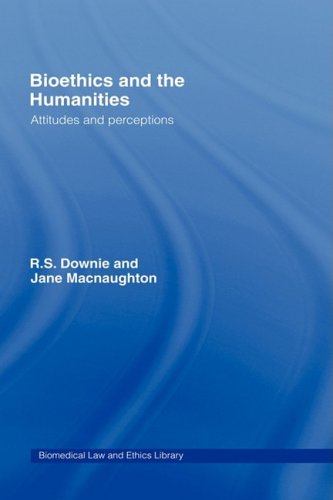 Bioethics and the
Humanities
Attitudes and perceptions
R.S. Downie and
Jane Macnaughton
Biomedical Law and Ethics Library